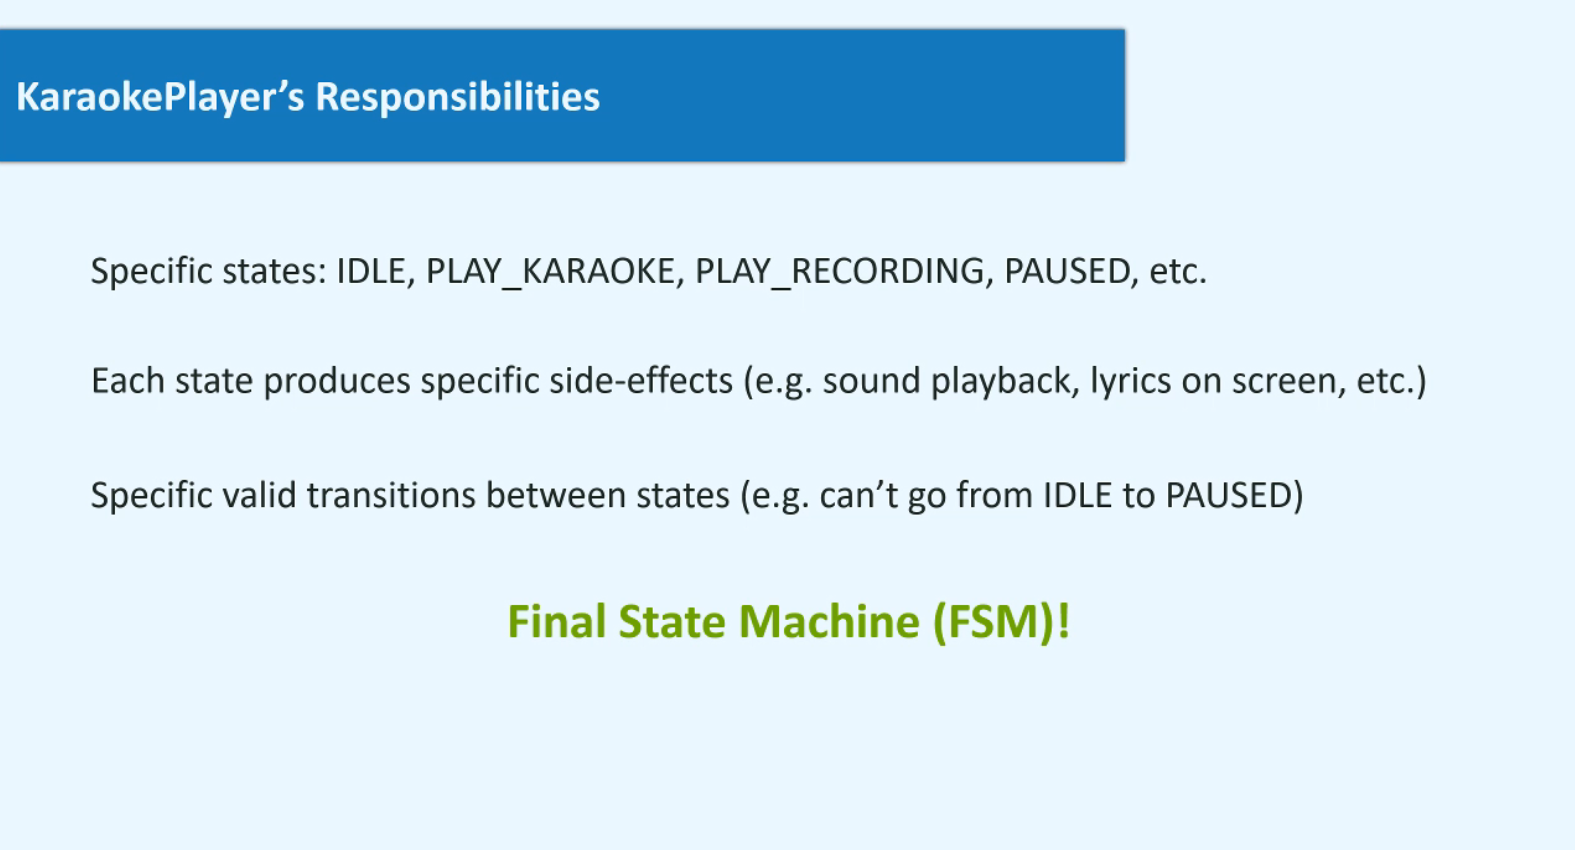 KaraokePlayer’s Responsibilities
Specific states: IDLE, PLAY_KARAOKE, PLAY_RECORDING, PAUSED, etc.
Each state produces specific side-effects (e.g. sound playback, lyrics on screen, etc.)
Specific valid transitions between states (e.g. can’t go from IDLE to PAUSED)
Final State Machine (FSM)!